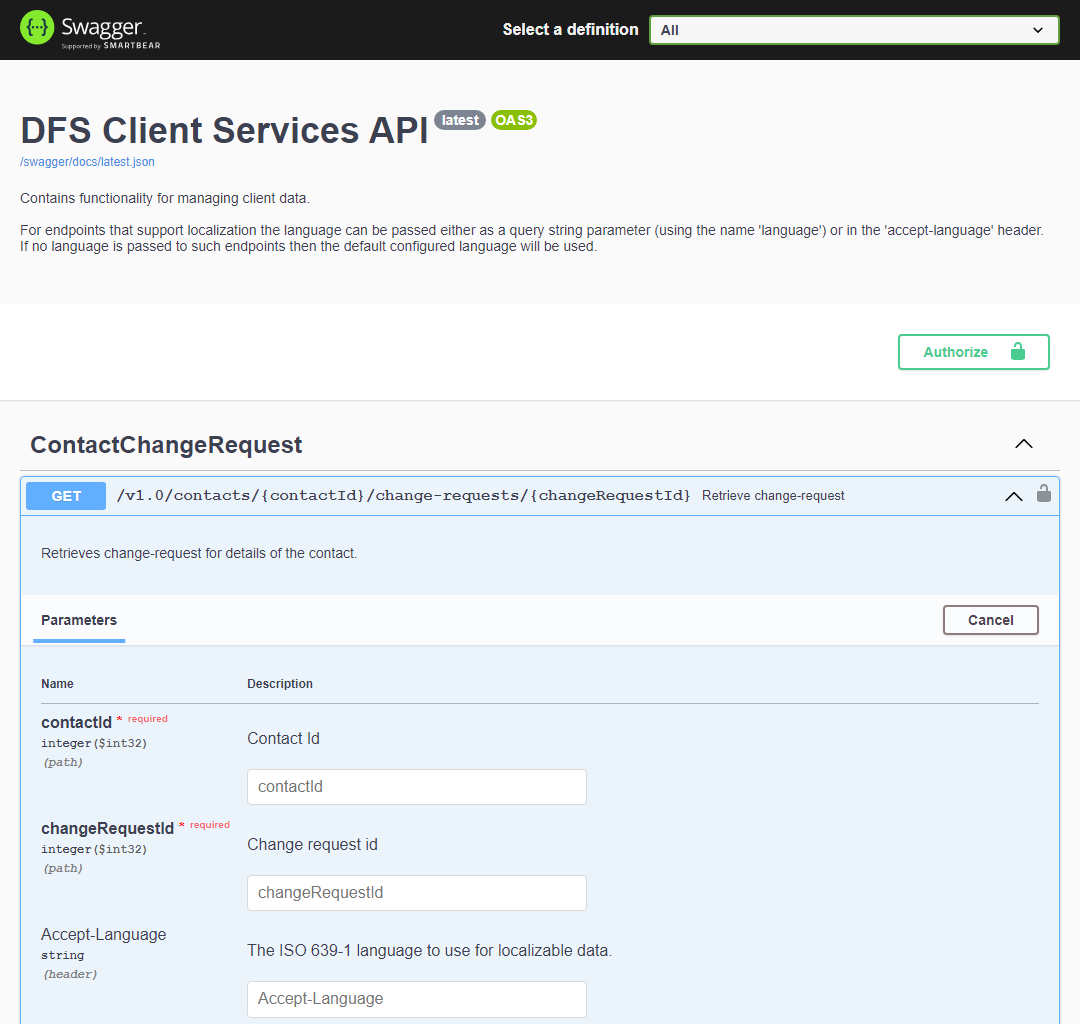 Swagger
Supported by SMARTBEAR
Select a definition
All
DFS Client Services API latest OAS3
/swagger/docs/latest.json
Contains functionality for managing client data.
For endpoints that support localization the language can be passed either as a query string parameter (using the name 'language') or in the 'accept-language' header.
If no language is passed to such endpoints then the default configured language will be used.
Authorize
ContactChangeRequest
GET /v1.0/contacts/{contactId}/change-requests/{changeRequestId} Retrieve change-request
Retrieves change-request for details of the contact.
Parameters
Cancel
Name Description
contactId * required
integer($int32)
(path)
Contact Id
contactId
changeRequestId * required
integer($int32)
(path)
Change request id
changeRequestId
Accept-Language
string
(header)
The ISO 639-1 language to use for localizable data.
Accept-Language